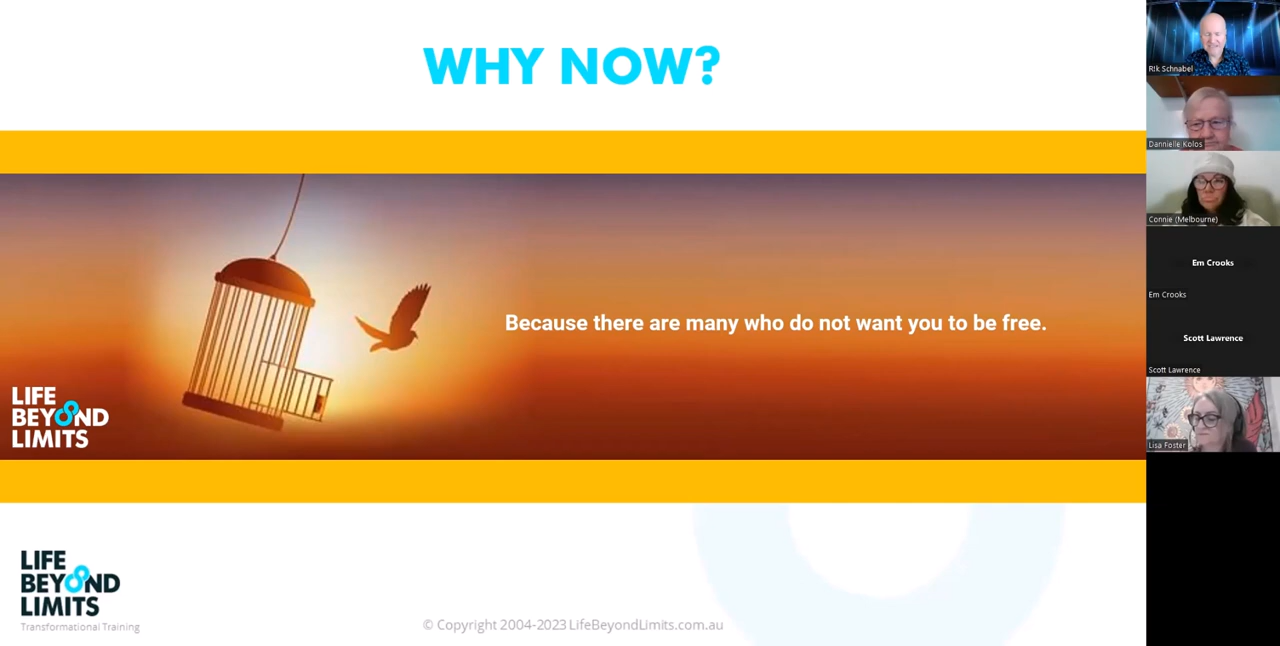 WHY NOW?
Because there are many who do not want you to be free.
LIFE
BEYOND
LIMITS
LIFE
BEYOND
LIMITS
Transformational Training
© Copyright 2004-2023 LifeBeyondLimits.com.au
RIk Schnabel
Dannielle Kolos
Connie (Melbourne)
Em Crooks
Em Crooks
Scott Lawrence
Scott Lawrence
Lisa Foster